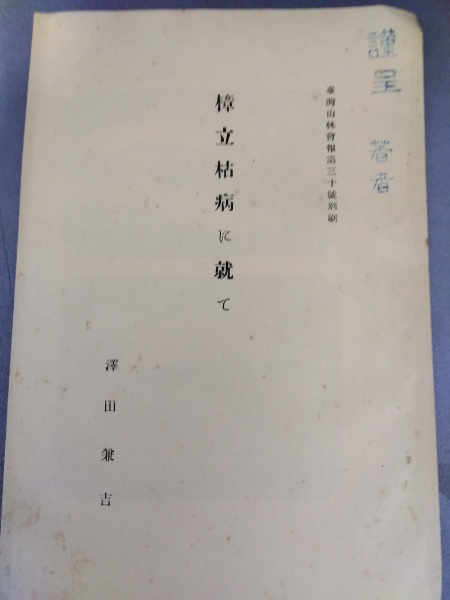 謹呈 著者
臺灣山林會報第三十號別刷
樟立枯病に就て
澤田兼吉